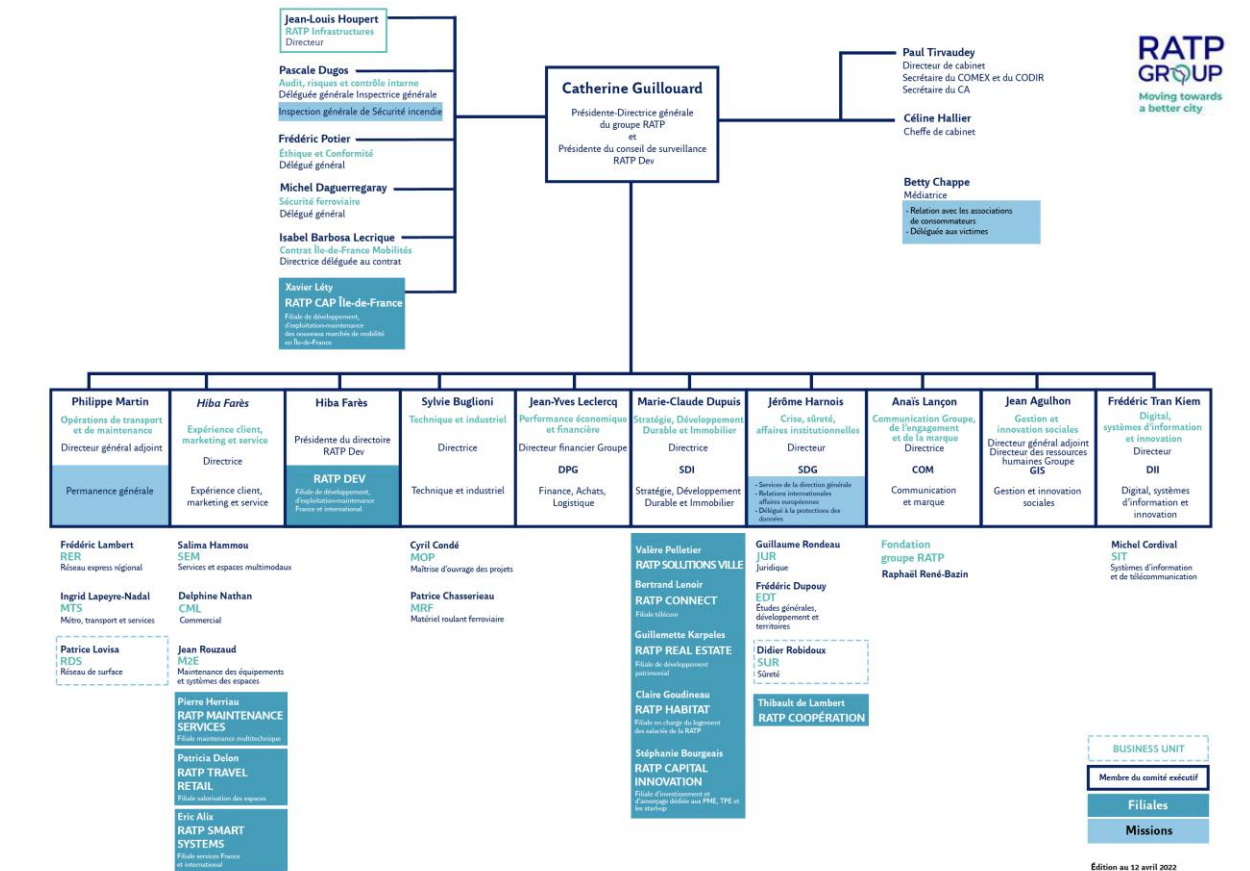 Jean-Louis Houpert
RATP Infrastructures
Directeur
Pascale Dugos
Audit, risques et contrôle interne
Déléguée générale Inspectrice générale
Inspection générale de Sécurité incendie
Frédéric Potier
Éthique et Conformité
Délégué général
Michel Daguerregaray
Sécurité ferroviaire
Délégué général
Isabel Barbosa Lecrique
Contrat Île-de-France Mobilités
Directrice déléguée au contrat
Xavier Léty
RATP CAP Île-de-France
Filiale de développement,
d'exploitation-maintenance
des nouveaux marchés de mobilité
en Île-de-France
Catherine Guillouard
Présidente-Directrice générale
du groupe RATP
et
Présidente du conseil de surveillance
RATP Dev
Paul Tirvaudey
Directeur de cabinet
Secrétaire du COMEX et du CODIR
Secrétaire du CA
Céline Hallier
Cheffe de cabinet
Betty Chappe
Médiatrice
- Relation avec les associations
de consommateurs
- Déléguée aux victimes
RATP
GROUP
Moving towards
a better city
Philippe Martin
Opérations de transport
et de maintenance
Directeur général adjoint
Permanence générale
Hiba Farès
Expérience client,
marketing et service
Directrice
Expérience client,
marketing et service
Hiba Farès
Présidente du directoire
RATP Dev
RATP DEV
Filiale de développement,
d'exploitation-maintenance
France et international
Sylvie Buglioni
Technique et industriel
Directrice
Technique et industriel
Jean-Yves Leclercq
Performance économique
et financière
Directeur financier Groupe
DPG
Finance, Achats,
Logistique
Marie-Claude Dupuis
Stratégie, Développement
Durable et Immobilier
Directrice
SDI
Stratégie, Développement
Durable et Immobilier
Jérôme Harnois
Crise, sûreté,
affaires institutionnelles
Directeur
SDG
- Services de la direction générale
- Relations internationales
affaires européennes
- Délégué à la protections des
données
Anaïs Lançon
Communication Groupe,
de l'engagement
et de la marque
Directrice
COM
Communication
et marque
Jean Agulhon
Gestion et
innovation sociales
Directeur général adjoint
Directeur des ressources
humaines Groupe
GIS
Gestion et innovation
sociales
Frédéric Tran Kiem
Digital,
systèmes d'information
et innovation
Directeur
DII
Digital, systèmes
d'information et
innovation
Frédéric Lambert
RER
Réseau express régional
Ingrid Lapeyre-Nadal
MTS
Métro, transport et services
Patrice Lovisa
RDS
Réseau de surface
Salima Hammou
SEM
Services et espaces multimodaux
Delphine Nathan
CML
Commercial
Jean Rouzaud
M2E
Maintenance des équipements
et systèmes des espaces
Pierre Herriau
RATP MAINTENANCE
SERVICES
Filiale maintenance multitechnique
Patricia Delon
RATP TRAVEL
RETAIL
Filiale valorisation des espaces
Eric Alix
RATP SMART
SYSTEMS
Filiale services France
et international
Cyril Condé
MOP
Maîtrise d'ouvrage des projets
Patrice Chasserieau
MRF
Matériel roulant ferroviaire
Valère Pelletier
RATP SOLUTIONS VILLE
Bertrand Lenoir
RATP CONNECT
Filiale télécom
Guillemette Karpeles
RATP REAL ESTATE
Filiale de développement
patrimonial
Claire Goudineau
RATP HABITAT
Filiale en charge du logement
des salariés de la RATP
Stéphanie Bourgeais
RATP CAPITAL
INNOVATION
Filiale d'investissement et
d'amorçage dédiée aux PME, TPE et
les start-up
Guillaume Rondeau
JUR
Juridique
Frédéric Dupouy
EDT
Études générales,
développement et
territoires
Didier Robidoux
SUR
Sûreté
Thibault de Lambert
RATP COOPÉRATION
Fondation
groupe RATP
Raphaël René-Bazin
Michel Cordival
SIT
Systèmes d'information
et de télécommunication
BUSINESS UNIT
Membre du comité exécutif
Filiales
Missions
Édition au 12 avril 2022